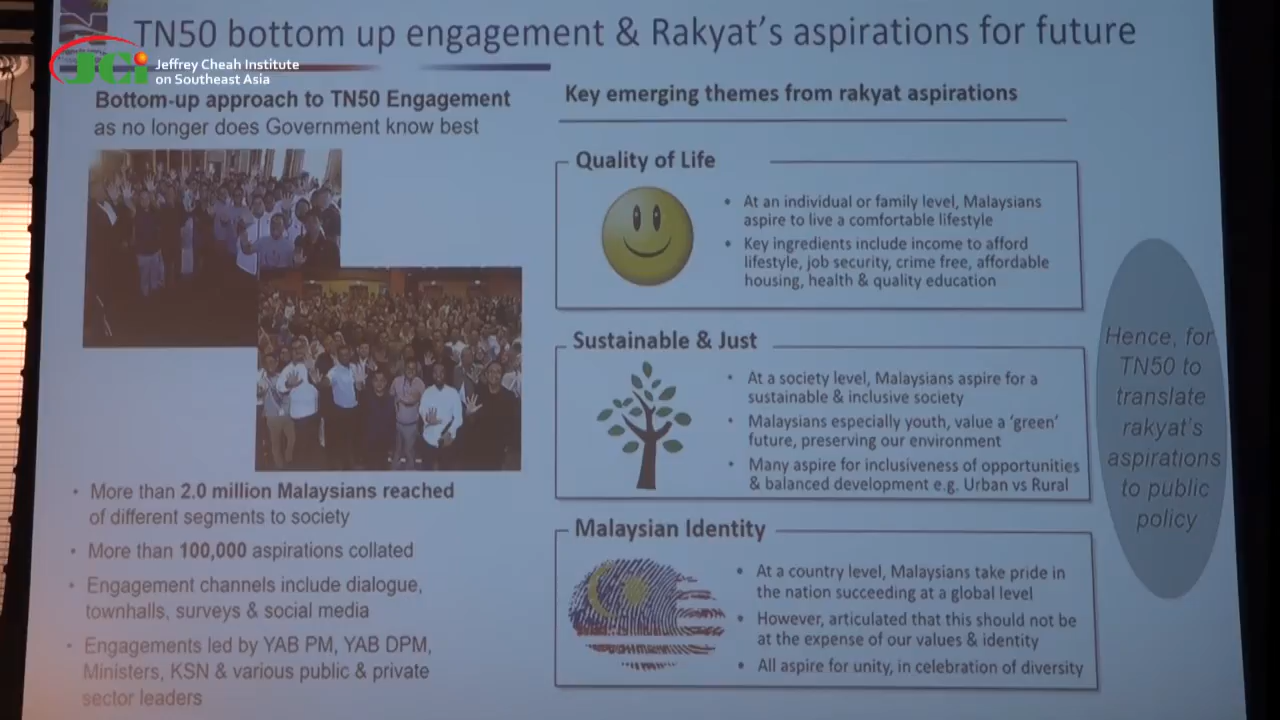 TN50 bottom up engagement & Rakyat's aspirations for future
JCI
Jeffrey Cheah Institute
on Southeast Asia
Bottom-up approach to TN50 Engagement
as no longer does Government know best
• More than 2.0 million Malaysians reached
of different segments to society
• More than 100,000 aspirations collated
• Engagement channels include dialogue,
townhalls, surveys & social media
• Engagements led by YAB PM, YAB DPM,
Ministers, KSN & various public & private
sector leaders
Key emerging themes from rakyat aspirations
Quality of Life
• At an individual or family level, Malaysians
aspire to live a comfortable lifestyle
• Key ingredients include income to afford
lifestyle, job security, crime free, affordable
housing, health & quality education
Sustainable & Just
• At a society level, Malaysians aspire for a
sustainable & inclusive society
• Malaysians especially youth, value a 'green'
future, preserving our environment
• Many aspire for inclusiveness of opportunities
& balanced development e.g. Urban vs Rural
Malaysian Identity
• At a country level, Malaysians take pride in
the nation succeeding at a global level
• However, articulated that this should not be
at the expense of our values & identity
• All aspire for unity, in celebration of diversity
Hence, for
TN50 to
translate
rakyat's
aspirations
to public
policy